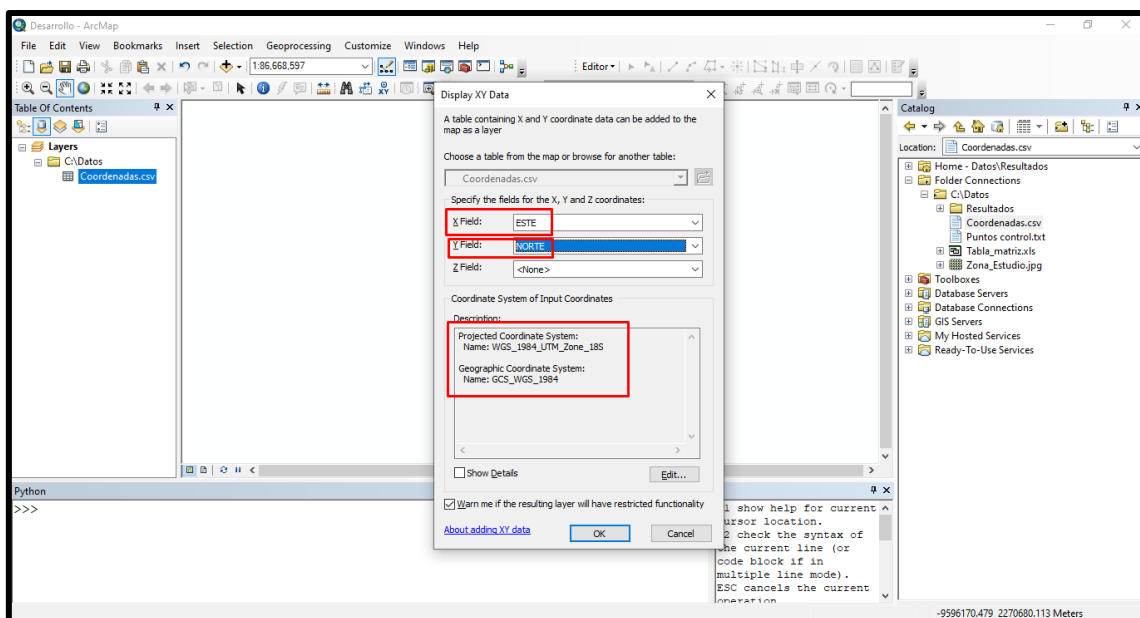 Desarrollo - ArcMap
File Edit View Bookmarks Insert Selection Geoprocessing Customize Windows Help
1:86,668,597
Editor
Table Of Contents
Layers
C:\Datos
Coordenadas.csv
Display XY Data
A table containing X and Y coordinate data can be added to the
map as a layer
Choose a table from the map or browse for another table:
Coordenadas.csv
Specify the fields for the X, Y and Z coordinates:
X Field: ESTE
Y Field: NORTE
Z Field: <None>
Coordinate System of Input Coordinates
Description:
Projected Coordinate System:
Name: WGS_1984_UTM_Zone_18S
Geographic Coordinate System:
Name: GCS_WGS_1984
Show Details
Edit...
Warn me if the resulting layer will have restricted functionality
About adding XY data
OK
Cancel
Catalog
Location: Coordenadas.csv
Home - Datos\Resultados
Folder Connections
C:\Datos
Resultados
Coordenadas.csv
Puntos control.txt
Tabla_matriz.xls
Zona_Estudio.jpg
Toolboxes
Database Servers
Database Connections
GIS Servers
My Hosted Services
Ready-To-Use Services
Python
>>>
show help for current
cursor location.
2 check the syntax of
the current line (or
code block if in
multiple line mode).
ESC cancels the current
operation
-9596170.479 2270680.113 Meters